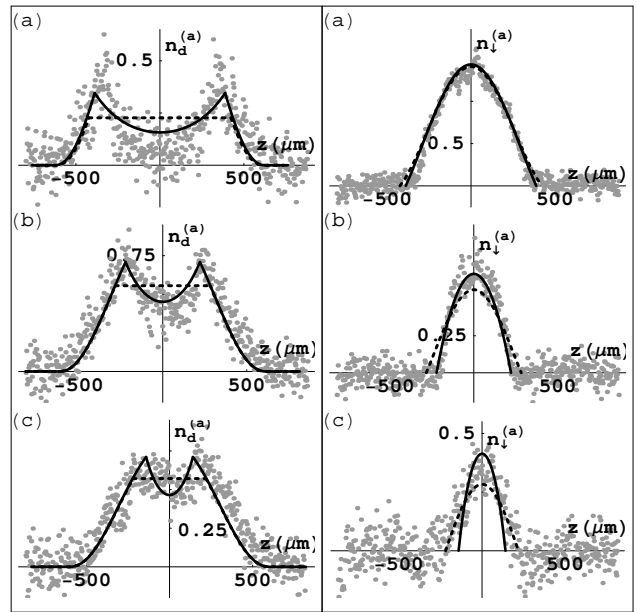 (a)
n_d^(a)
0.5
z (μm)
-500
500
(b)
0.75
n_d^(a)
z (μm)
-500
500
(c)
n_d^(a)
0.25
z (μm)
-500
500
(a)
n_↓^(a)
0.5
z (μm)
-500
500
(b)
n_↓^(a)
0.25
z (μm)
-500
500
(c)
0.5
n_↓^(a)
z (μm)
-500
500